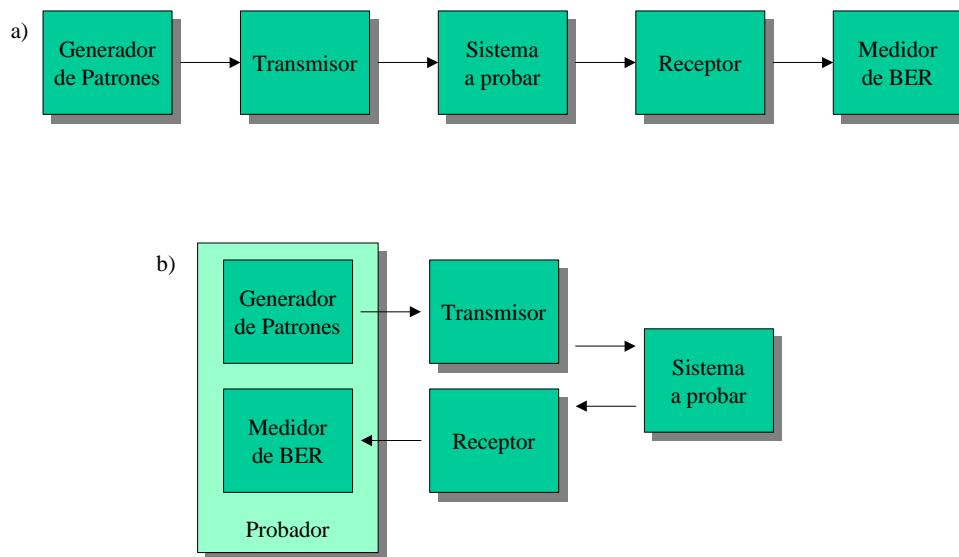 a)
Generador
de Patrones
Transmisor
Sistema
a probar
Receptor
Medidor
de BER
b)
Generador
de Patrones
Transmisor
Sistema
a probar
Medidor
de BER
Receptor
Probador